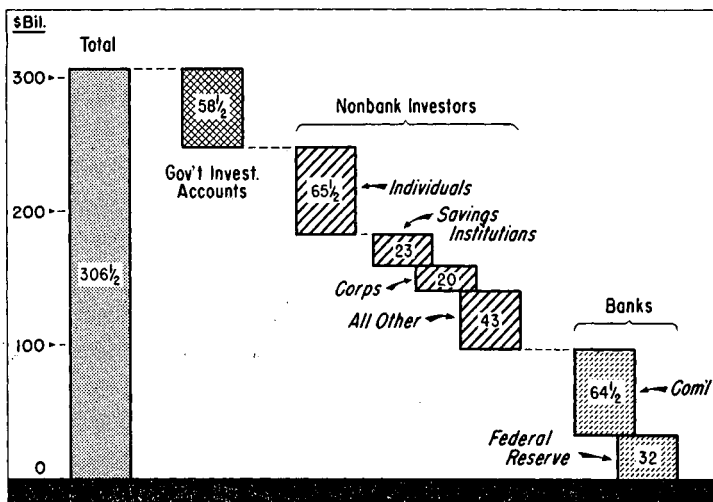 $Bil.
Total
300
58½
Gov't Invest.
Accounts
Nonbank Investors
65½
Individuals
200
Savings
Institutions
23
20
Corps
306½
All Other
43
Banks
100
64½
Com'l
Federal
Reserve
32
0